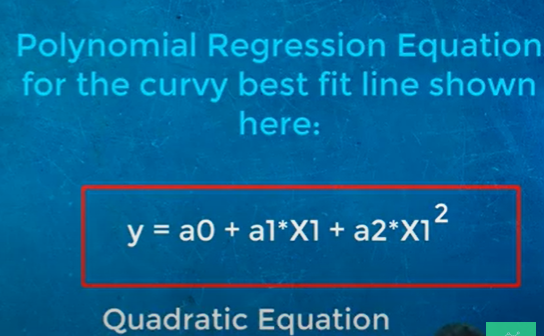 Polynomial Regression Equation
for the curvy best fit line shown
here:
y = a0 + a1*X1 + a2*X1²
Quadratic Equation